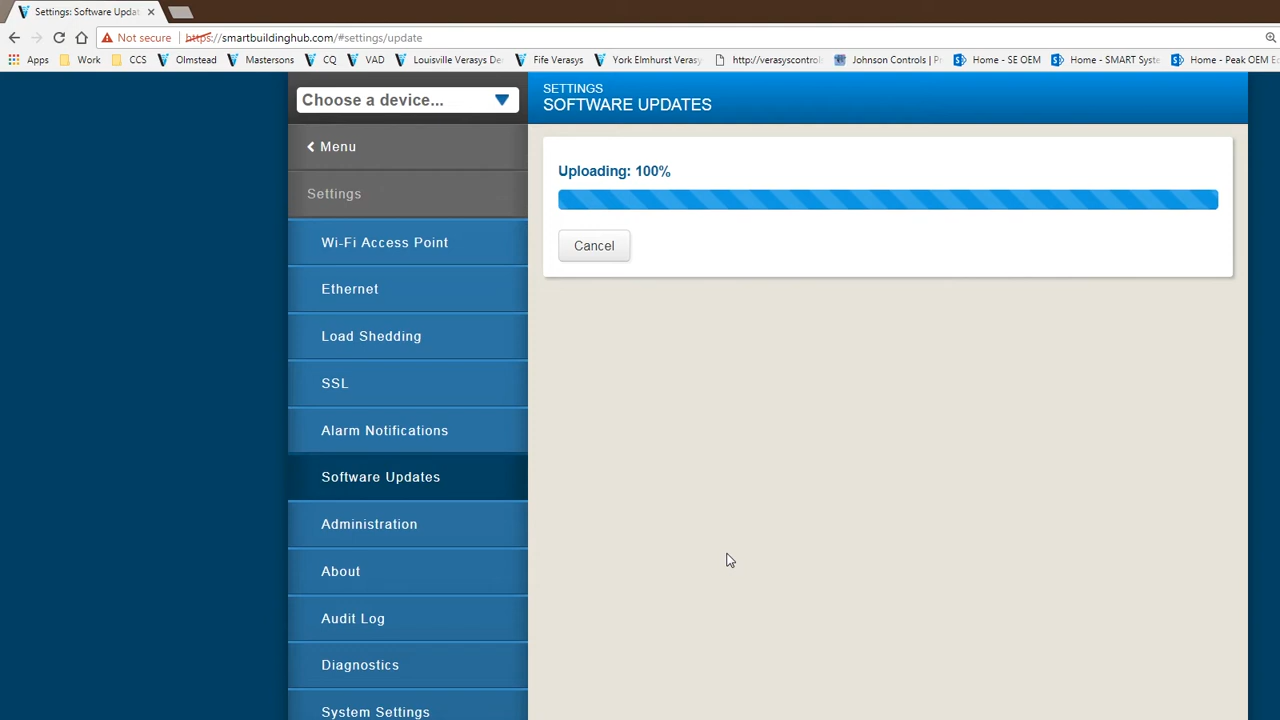 Settings: Software Updat
Not secure
https://smartbuildinghub.com/#settings/update
Apps Work CCS Olmstead Mastersons CQ VAD Louisville Verasys De Fife Verasys York Elmhurst Verasy http://verasyscontrol Johnson Controls | Pr Home - SE OEM Home - SMART Syste Home - Peak OEM E
Choose a device...
SETTINGS
SOFTWARE UPDATES
Menu
Settings
Uploading: 100%
Cancel
Wi-Fi Access Point
Ethernet
Load Shedding
SSL
Alarm Notifications
Software Updates
Administration
About
Audit Log
Diagnostics
System Settings